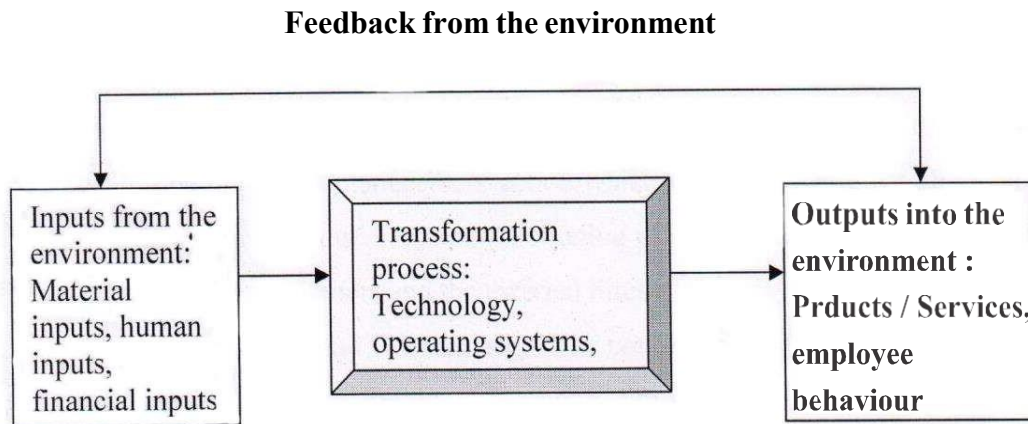 Feedback from the environment
Inputs from the
environment:
Material
inputs, human
inputs,
financial inputs
Transformation
process:
Technology,
operating systems,
Outputs into the
environment :
Prducts / Services,
employee
behaviour